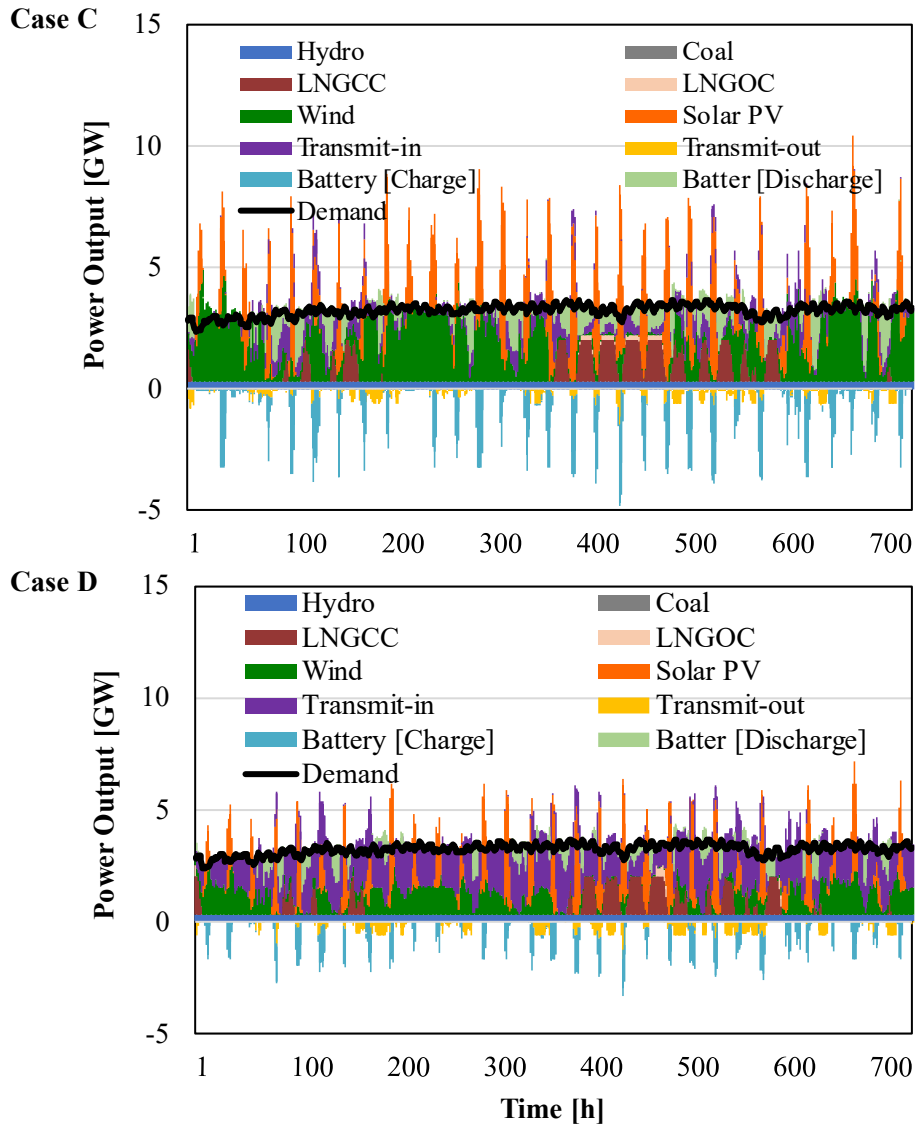 Case C
15
Hydro Coal
LNGCC LNGOC
Wind Solar PV
10
Transmit-in Transmit-out
Battery [Charge] Batter [Discharge]
Demand
Power Output [GW]
5
0
-5
1 100 200 300 400 500 600 700
Case D
15
Hydro Coal
LNGCC LNGOC
Wind Solar PV
10
Transmit-in Transmit-out
Battery [Charge] Batter [Discharge]
Demand
Power Output [GW]
5
0
-5
1 100 200 300 400 500 600 700
Time [h]